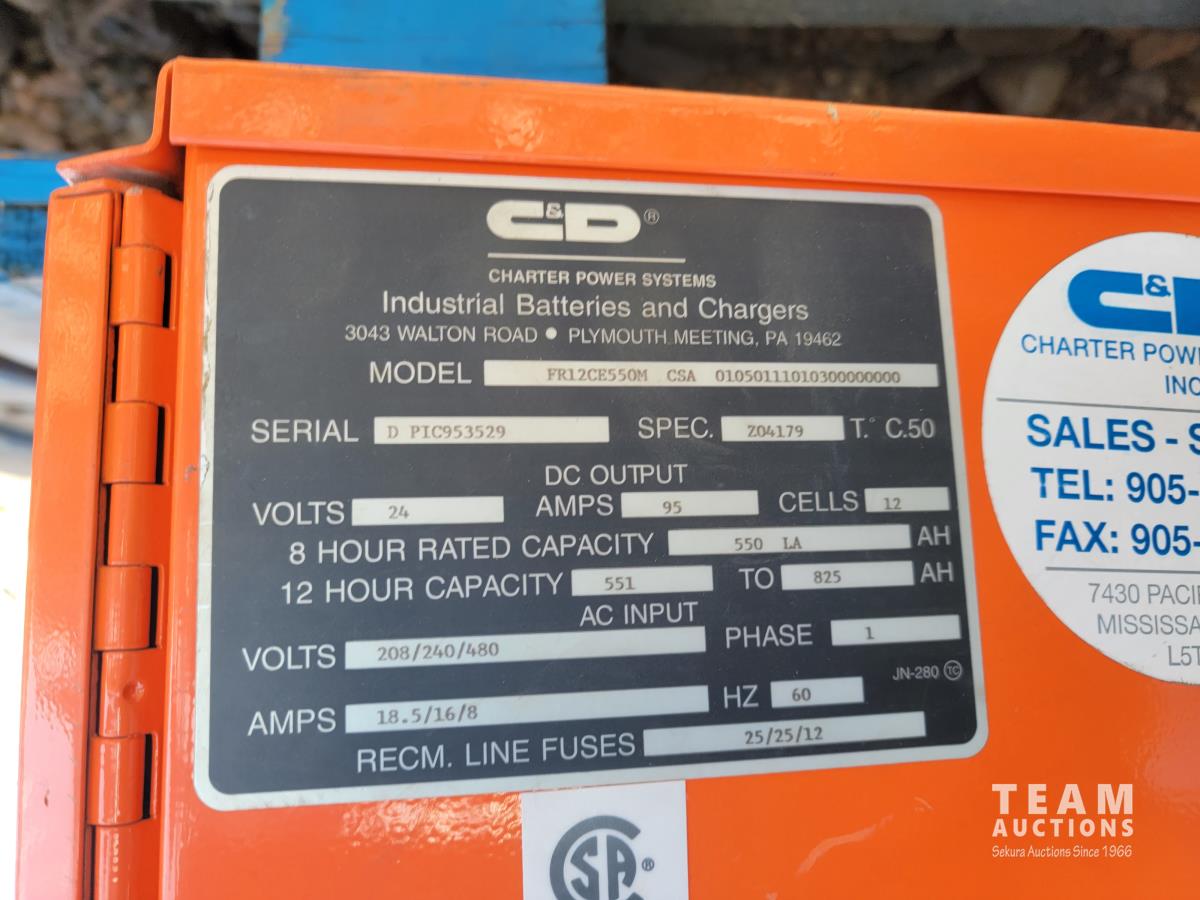 C&D®
CHARTER POWER SYSTEMS
Industrial Batteries and Chargers
3043 WALTON ROAD • PLYMOUTH MEETING, PA 19462
MODEL FR12CE550M CSA 01050111010300000000
SERIAL D PIC953529 SPEC. Z04179 T.° C.50
DC OUTPUT
VOLTS 24 AMPS 95 CELLS 12
8 HOUR RATED CAPACITY 550 LA AH
12 HOUR CAPACITY 551 TO 825 AH
AC INPUT
VOLTS 208/240/480 PHASE 1
JN-280 TC
AMPS 18.5/16/8 HZ 60
RECM. LINE FUSES 25/25/12
C&D
CHARTER POW
INC
SALES - S
TEL: 905-
FAX: 905-
7430 PACIF
MISSISSA
L5T
SA®
TEAM
AUCTIONS
Sekura Auctions Since 1966